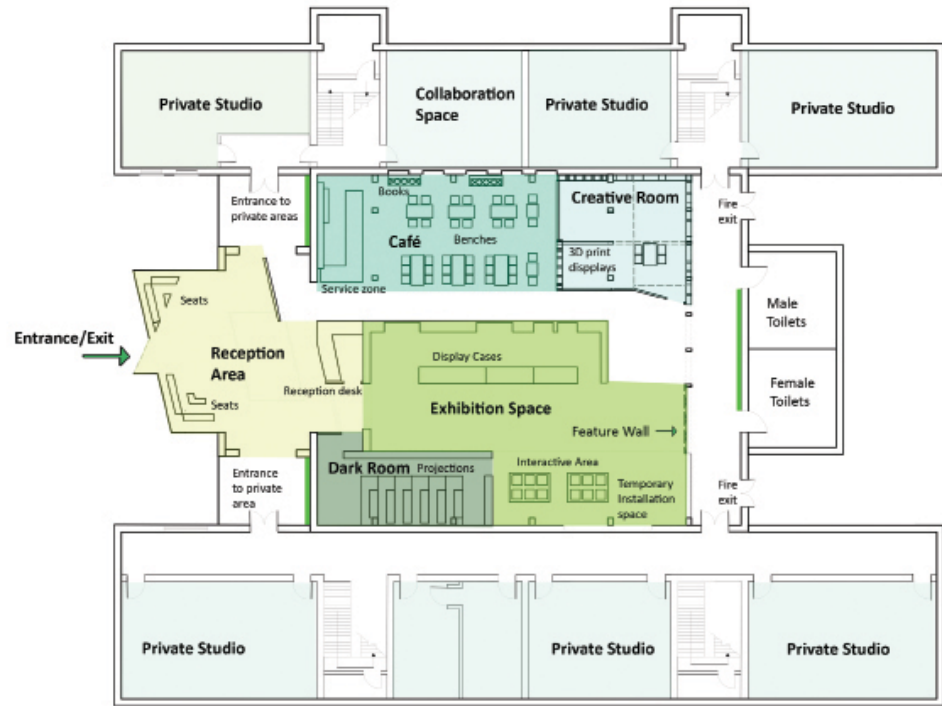 Private Studio
Collaboration
Space
Private Studio
Private Studio
Entrance to
private areas
Books
Café
Benches
Service zone
Creative Room
3D print
dispplays
Fire
exit
Seats
Entrance/Exit
Reception
Area
Seats
Reception desk
Display Cases
Exhibition Space
Feature Wall
Male
Toilets
Female
Toilets
Dark Room
Projections
Interactive Area
Temporary
Installation
space
Entrance
to private
area
Fire
exit
Private Studio
Private Studio
Private Studio